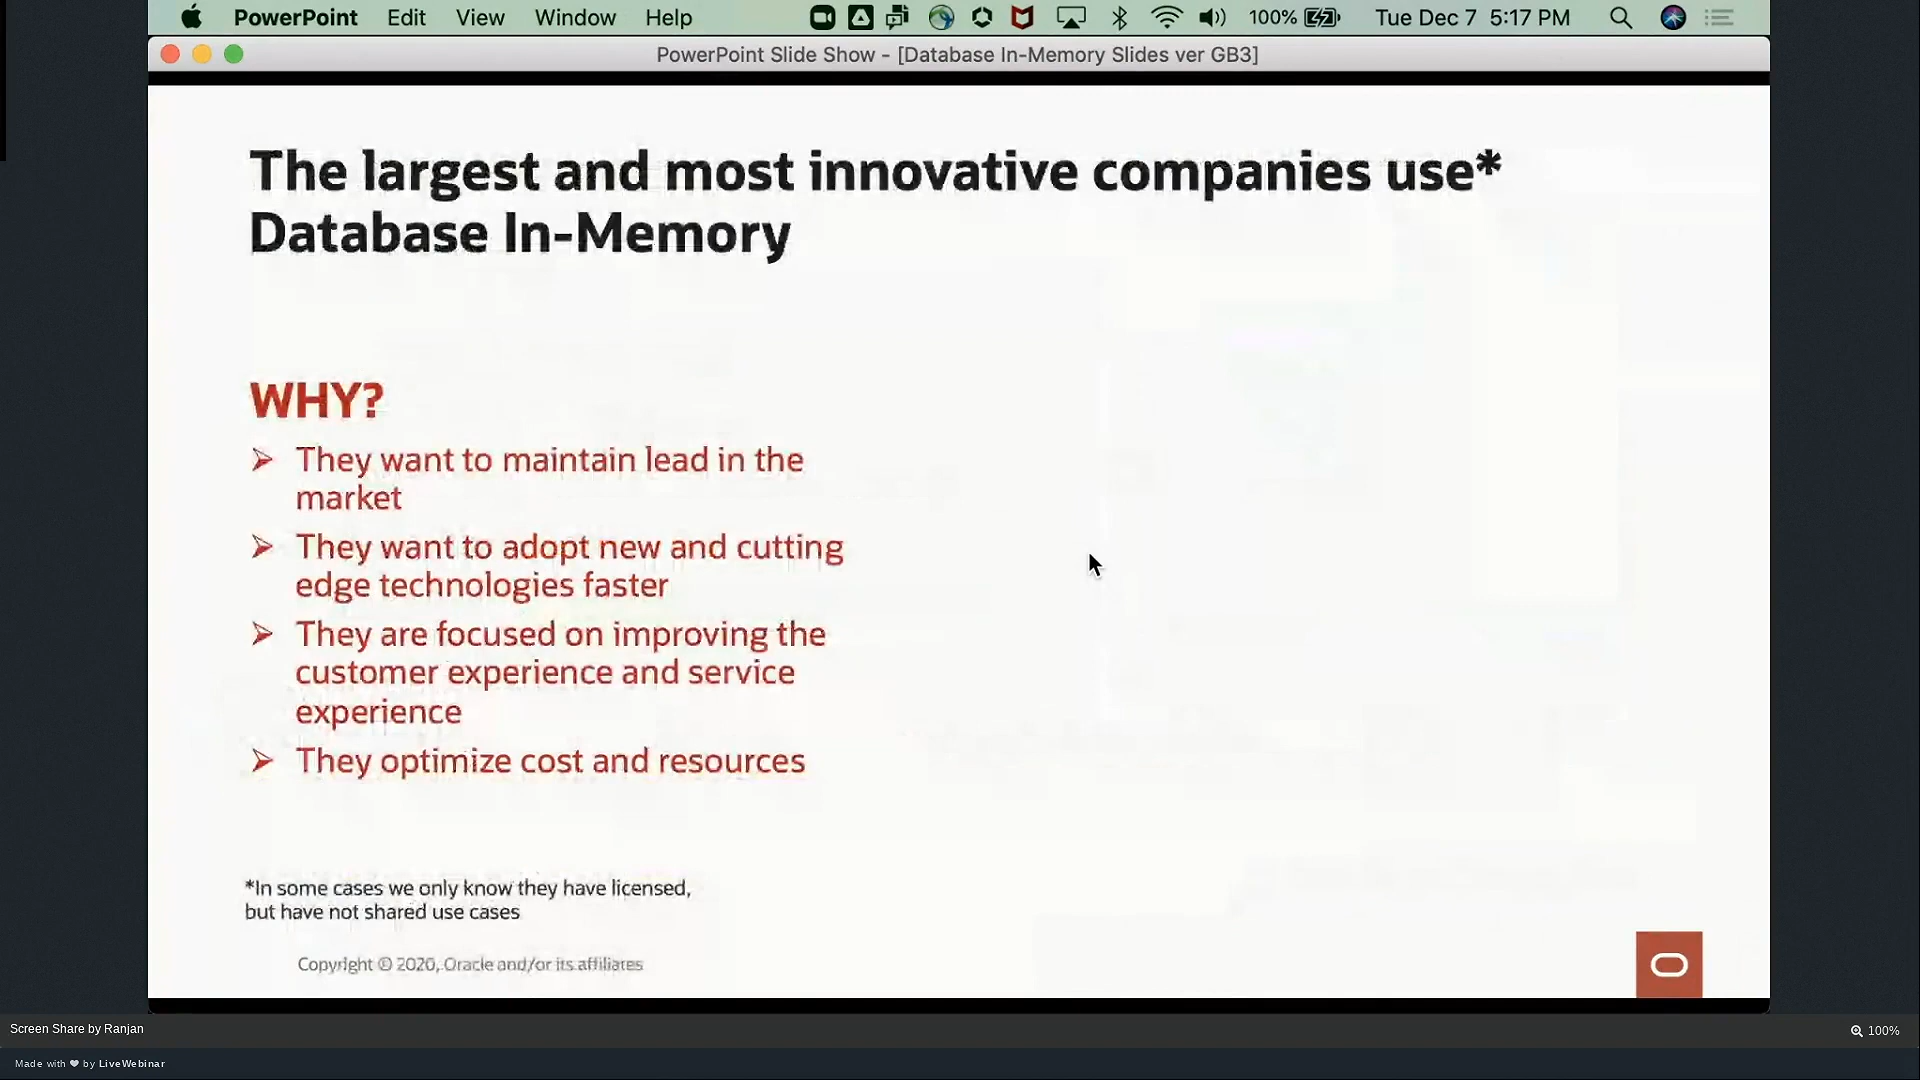 PowerPoint Edit View Window Help 100% Tue Dec 7 5:17 PM
PowerPoint Slide Show - [Database In-Memory Slides ver GB3]
The largest and most innovative companies use*
Database In-Memory
WHY?
➢ They want to maintain lead in the
market
➢ They want to adopt new and cutting
edge technologies faster
➢ They are focused on improving the
customer experience and service
experience
➢ They optimize cost and resources
*In some cases we only know they have licensed,
but have not shared use cases
Copyright © 2020, Oracle and/or its affiliates
Screen Share by Ranjan
100%
Made with ❤ by LiveWebinar